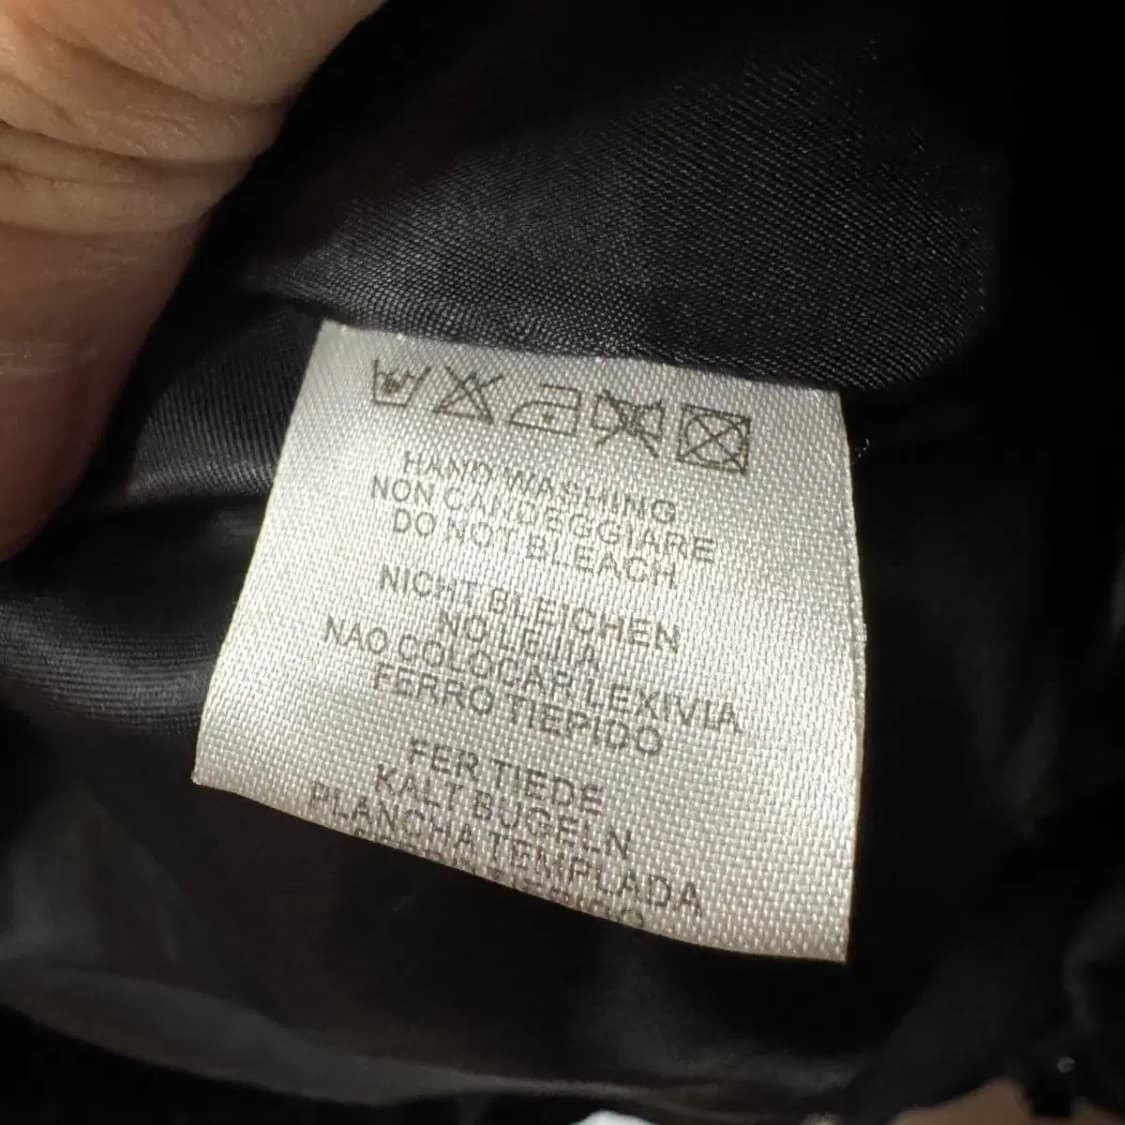 HAND WASHING
NON CANDEGGIARE
DO NOT BLEACH
NICHT BLEICHEN
NO LEJIA
NAO COLOCAR LEXIVIA
FERRO TIEPIDO
FER TIEDE
KALT BUGELN
PLANCHA TEMPLADA